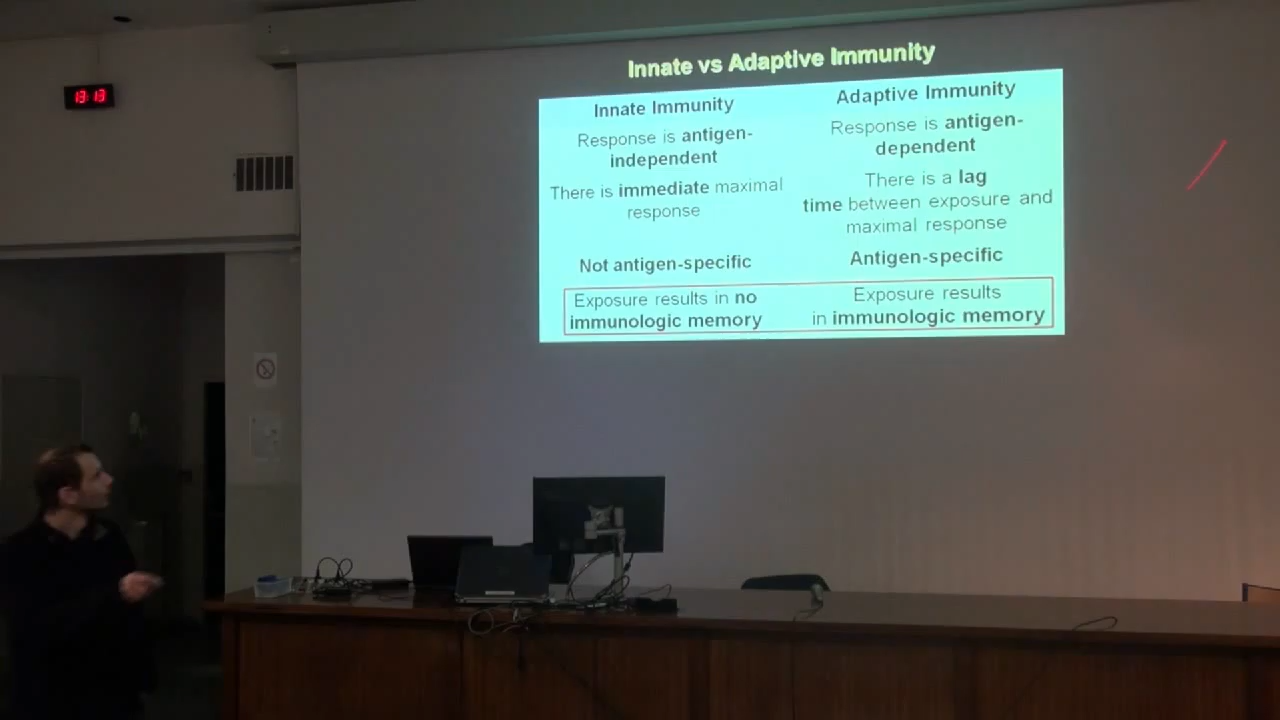 13:13
Innate vs Adaptive Immunity
Innate Immunity
Response is antigen-
independent
There is immediate maximal
response
Not antigen-specific
Exposure results in no
immunologic memory
Adaptive Immunity
Response is antigen-
dependent
There is a lag
time between exposure and
maximal response
Antigen-specific
Exposure results
in immunologic memory